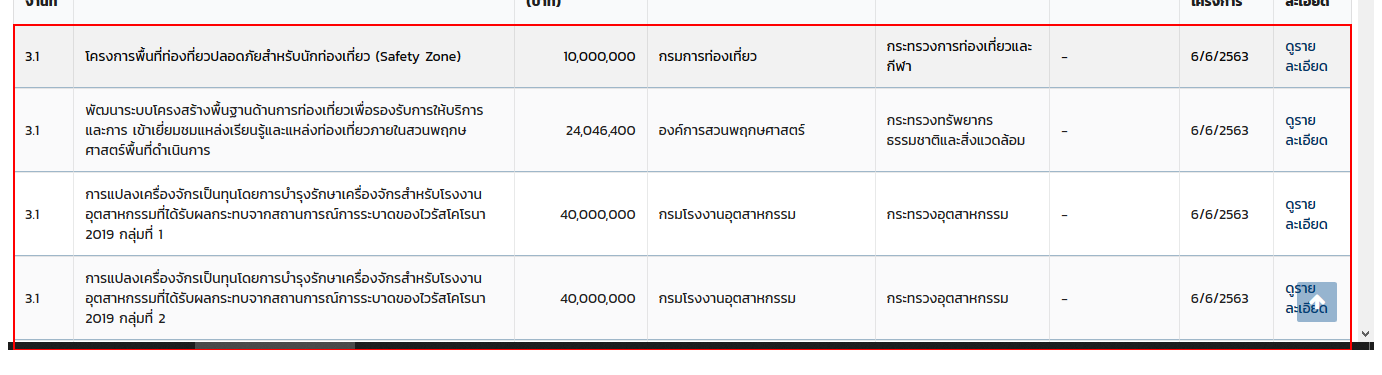 งานที่ (บาท) โครงการ ละเอียด
3.1 โครงการพื้นที่ท่องเที่ยวปลอดภัยสำหรับนักท่องเที่ยว (Safety Zone) 10,000,000 กรมการท่องเที่ยว กระทรวงการท่องเที่ยวและ - 6/6/2563 ดูราย
กีฬา ละเอียด
พัฒนาระบบโครงสร้างพื้นฐานด้านการท่องเที่ยวเพื่อรองรับการให้บริการ
3.1 และการ เข้าเยี่ยมชมแหล่งเรียนรู้และแหล่งท่องเที่ยวภายในสวนพฤกษ 24,046,400 องค์การสวนพฤกษศาสตร์ กระทรวงทรัพยากร - 6/6/2563 ดูราย
ศาสตร์พื้นที่ดำเนินการ ธรรมชาติและสิ่งแวดล้อม ละเอียด
การแปลงเครื่องจักรเป็นทุนโดยการบำรุงรักษาเครื่องจักรสำหรับโรงงาน ดูราย
3.1 อุตสาหกรรมที่ได้รับผลกระทบจากสถานการณ์การระบาดของไวรัสโคโรนา 40,000,000 กรมโรงงานอุตสาหกรรม กระทรวงอุตสาหกรรม - 6/6/2563 ละเอียด
2019 กลุ่มที่ 1
การแปลงเครื่องจักรเป็นทุนโดยการบำรุงรักษาเครื่องจักรสำหรับโรงงาน ดูราย
3.1 อุตสาหกรรมที่ได้รับผลกระทบจากสถานการณ์การระบาดของไวรัสโคโรนา 40,000,000 กรมโรงงานอุตสาหกรรม กระทรวงอุตสาหกรรม - 6/6/2563 ละเอียด
2019 กลุ่มที่ 2